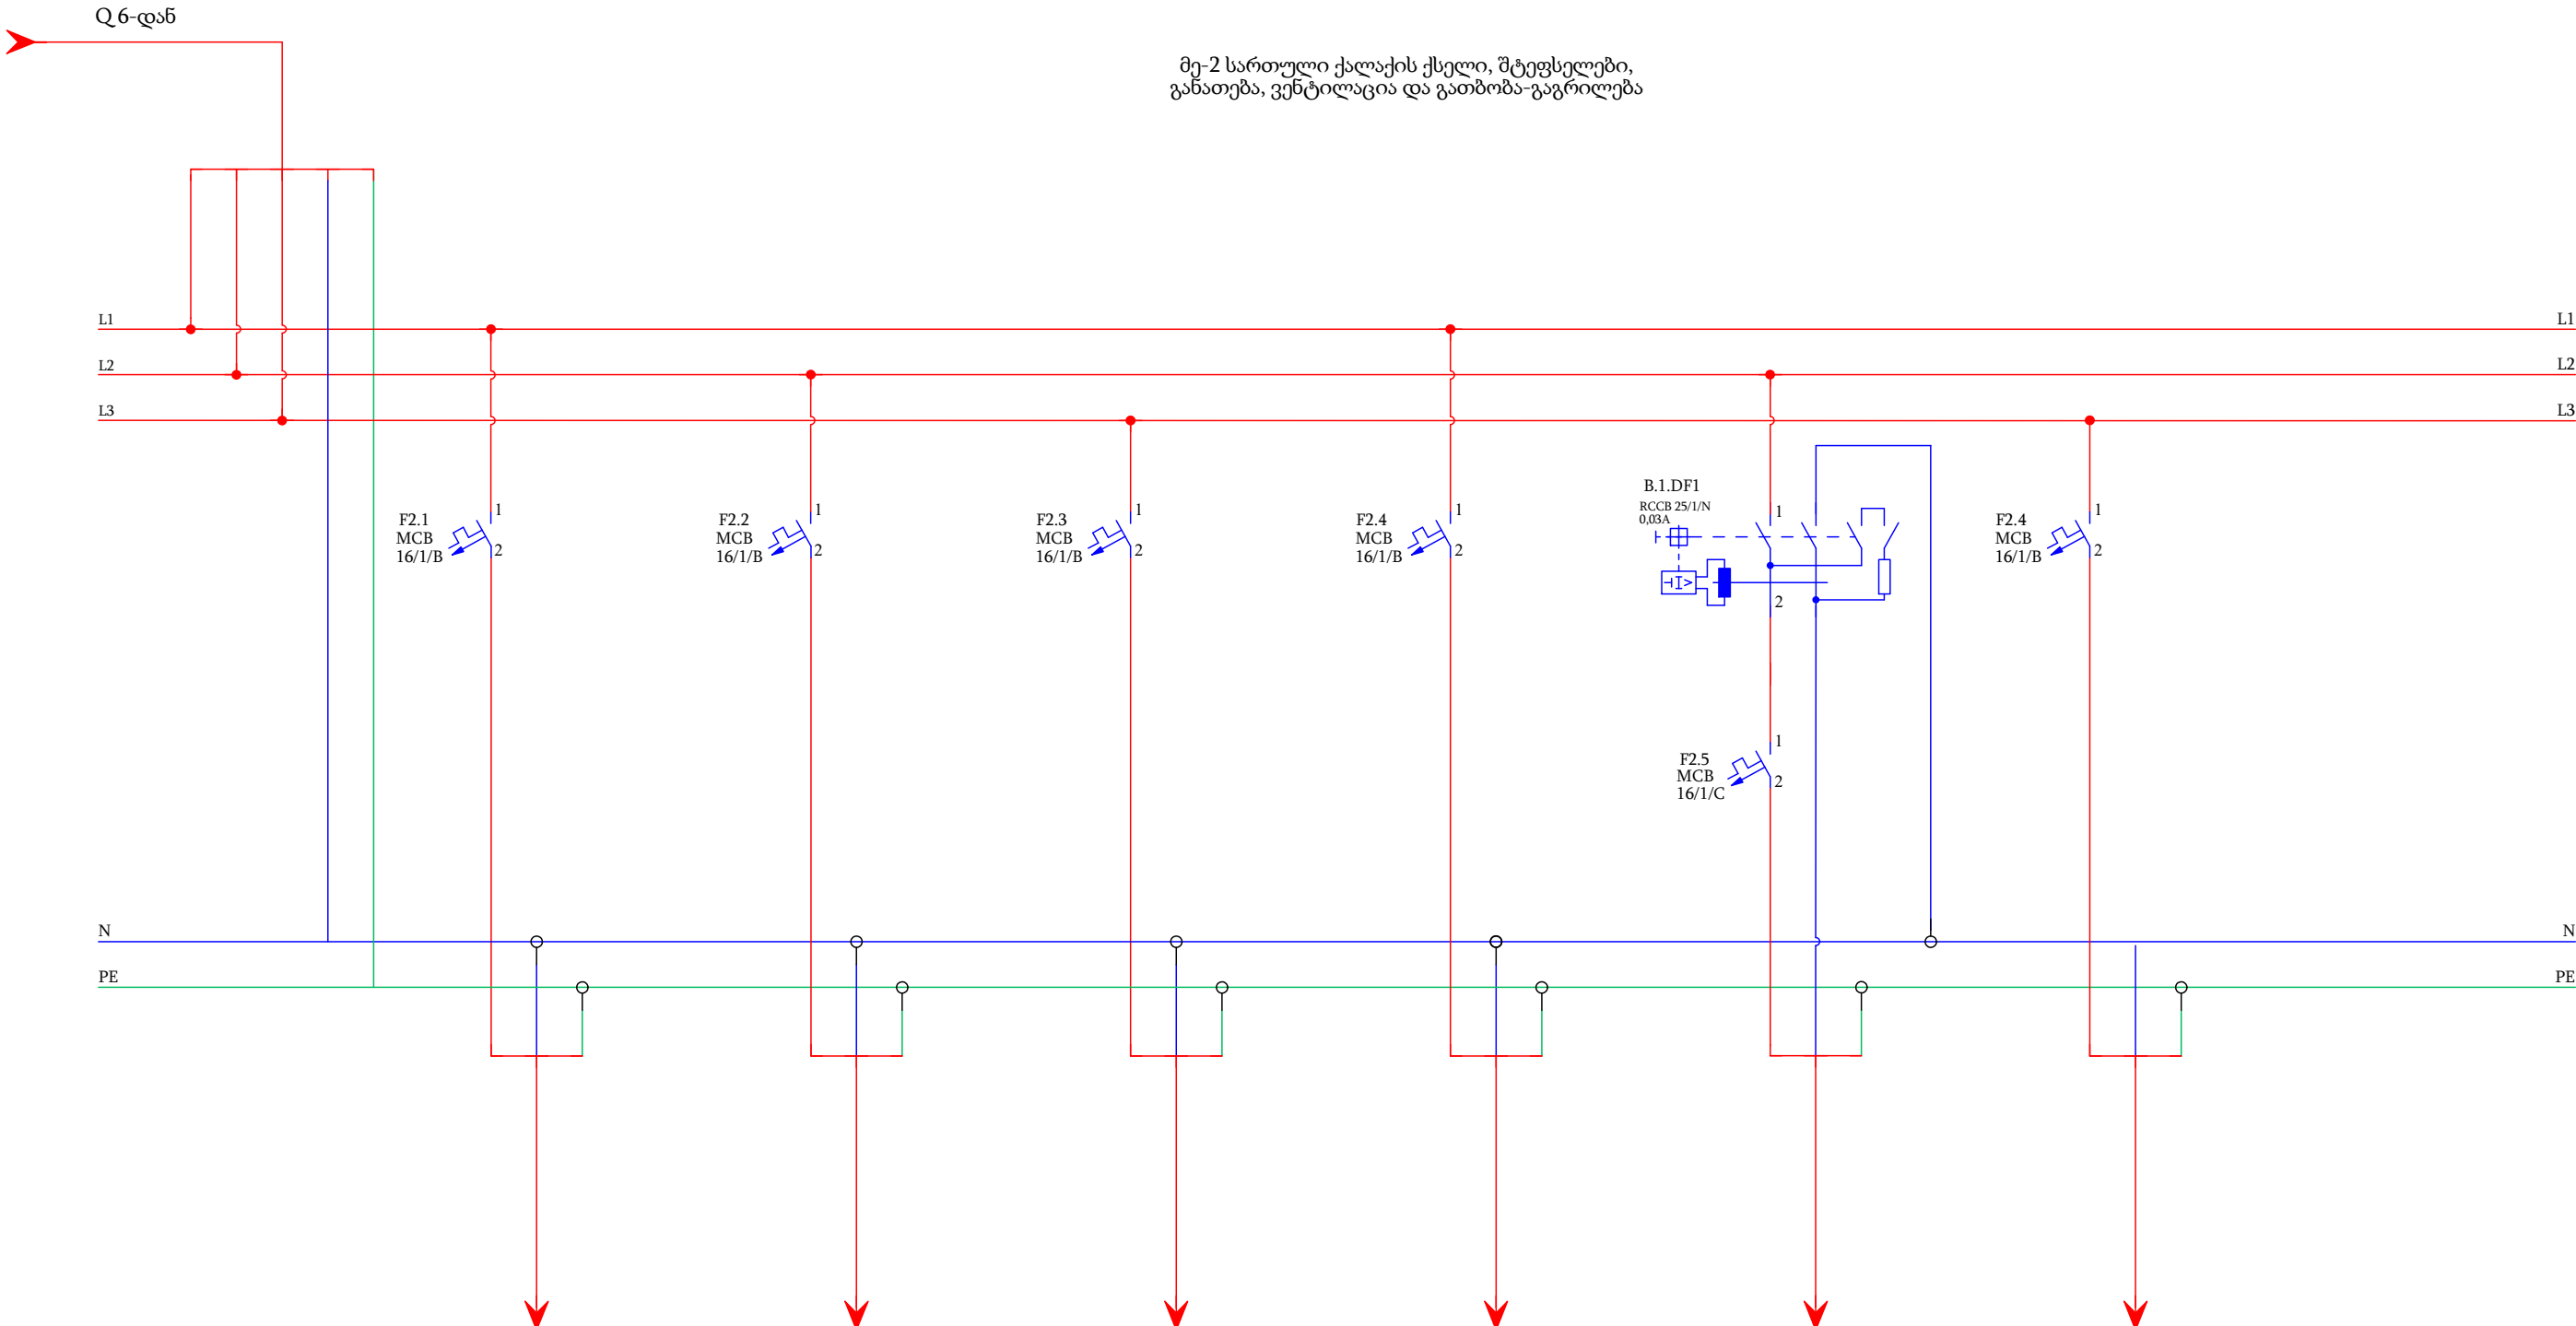 Q 6-დან
მე-2 სართული ქალაქის ქსელი, შტეფსელები,
განათება, ვენტილაცია და გათბობა-გაგრილება
L1
L1
L2
L2
L3
L3
F2.1
MCB
16/1/B
1
2
F2.2
MCB
16/1/B
1
2
F2.3
MCB
16/1/B
1
2
F2.4
MCB
16/1/B
1
2
B.1.DF1
RCCB 25/1/N
0,03A
1
I>
2
F2.5
MCB
16/1/C
1
2
F2.4
MCB
16/1/B
1
2
N
N
PE
PE